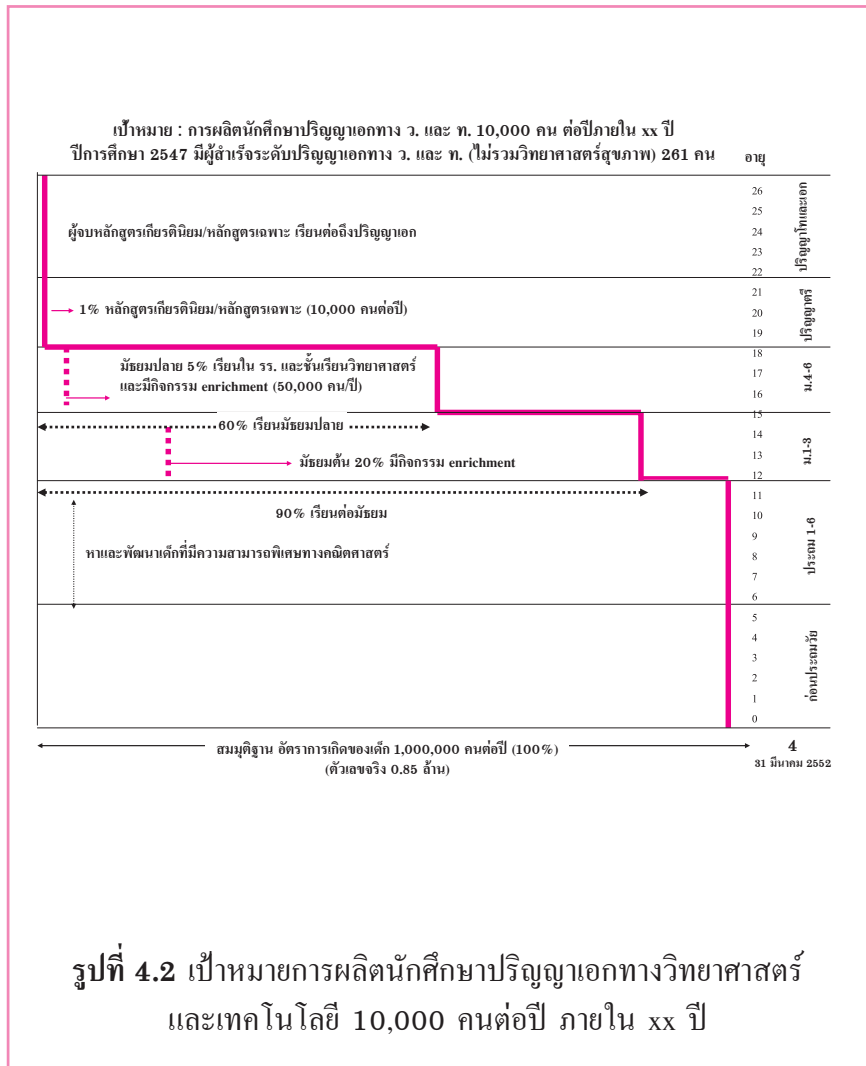 เป้าหมาย : การผลิตนักศึกษาปริญญาเอกทาง ว. และ ท. 10,000 คน ต่อปีภายใน xx ปี
ปีการศึกษา 2547 มีผู้สำเร็จระดับปริญญาเอกทาง ว. และ ท. (ไม่รวมวิทยาศาสตร์สุขภาพ) 261 คน
อายุ
26
25
ผู้จบหลักสูตรเกียรตินิยม/หลักสูตรเฉพาะ เรียนต่อถึงปริญญาเอก
24
23
22
ปริญญาโทและเอก
21
1% หลักสูตรเกียรตินิยม/หลักสูตรเฉพาะ (10,000 คนต่อปี)
20
19
ปริญญาตรี
18
มัธยมปลาย 5% เรียนใน รร. และชั้นเรียนวิทยาศาสตร์
17
และมีกิจกรรม enrichment (50,000 คน/ปี)
16
ม.4-6
15
60% เรียนมัธยมปลาย
14
มัธยมต้น 20% มีกิจกรรม enrichment
13
12
ม.1-3
11
90% เรียนต่อมัธยม
10
9
หาและพัฒนาเด็กที่มีความสามารถพิเศษทางคณิตศาสตร์
8
7
6
ประถม 1-6
5
4
3
2
1
0
ก่อนประถมวัย
สมมุติฐาน อัตราการเกิดของเด็ก 1,000,000 คนต่อปี (100%)
(ตัวเลขจริง 0.85 ล้าน)
4
31 มีนาคม 2552
รูปที่ 4.2 เป้าหมายการผลิตนักศึกษาปริญญาเอกทางวิทยาศาสตร์
และเทคโนโลยี 10,000 คนต่อปี ภายใน xx ปี